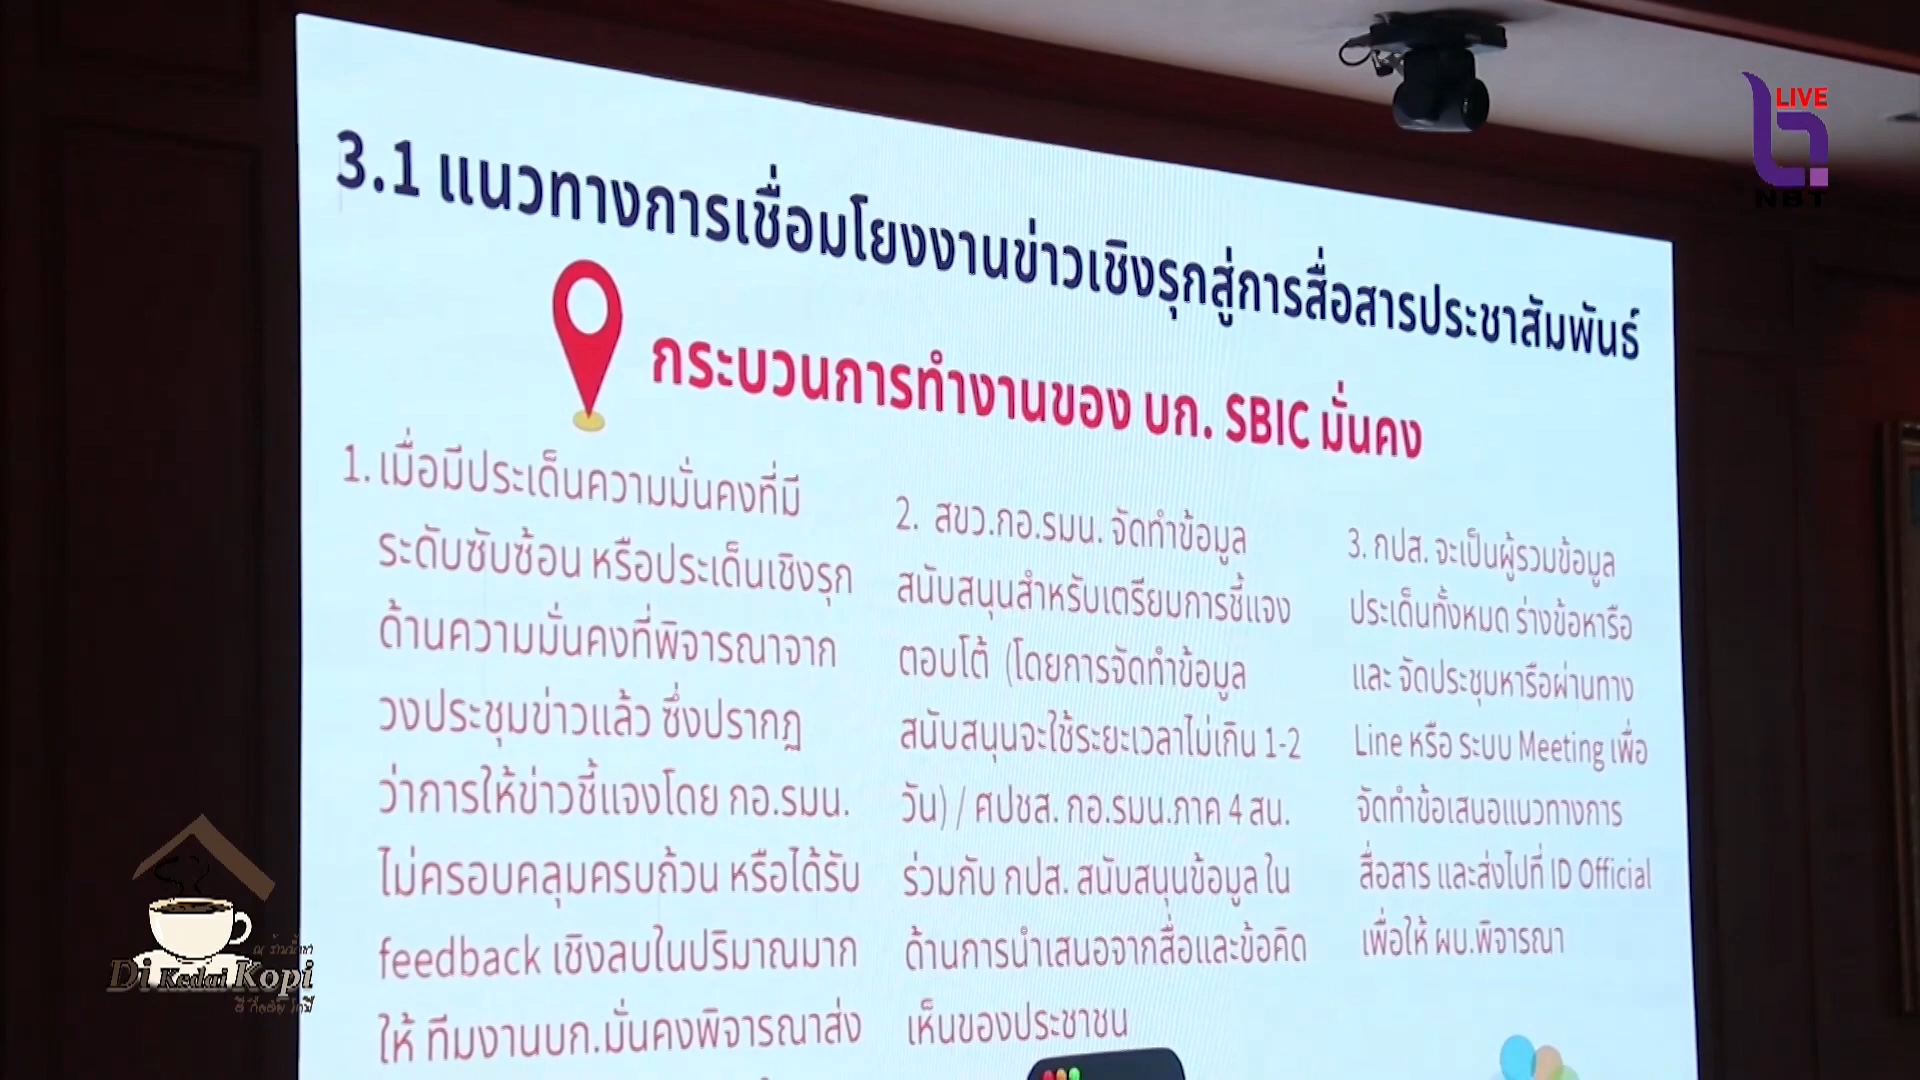 LIVE
NBT
3.1 แนวทางการเชื่อมโยงงานข่าวเชิงรุกสู่การสื่อสารประชาสัมพันธ์
กระบวนการทำงานของ บก. SBIC มั่นคง
1. เมื่อมีประเด็นความมั่นคงที่มี
ระดับซับซ้อน หรือประเด็นเชิงรุก
ด้านความมั่นคงที่พิจารณาจาก
วงประชุมข่าวแล้ว ซึ่งปรากฏ
ว่าการให้ข่าวชี้แจงโดย กอ.รมน.
ไม่ครอบคลุมครบถ้วน หรือได้รับ
feedback เชิงลบในปริมาณมาก
ให้ ทีมงานบก.มั่นคงพิจารณาส่ง
2. สขว.กอ.รมน. จัดทำข้อมูล
สนับสนุนสำหรับเตรียมการชี้แจง
ตอบโต้ (โดยการจัดทำข้อมูล
สนับสนุนจะใช้ระยะเวลาไม่เกิน 1-2
วัน) / ศปชส. กอ.รมน.ภาค 4 สน.
ร่วมกับ กปส. สนับสนุนข้อมูล ใน
ด้านการนำเสนอจากสื่อและข้อคิด
เห็นของประชาชน
3. กปส. จะเป็นผู้รวมข้อมูล
ประเด็นทั้งหมด ร่างข้อหารือ
และ จัดประชุมหารือผ่านทาง
Line หรือ ระบบ Meeting เพื่อ
จัดทำข้อเสนอแนวทางการ
สื่อสาร และส่งไปที่ ID Official
เพื่อให้ ผบ.พิจารณา
ณ ร้านน้ำชา
Di Kedai Kopi
ดี กือดัย โกปี